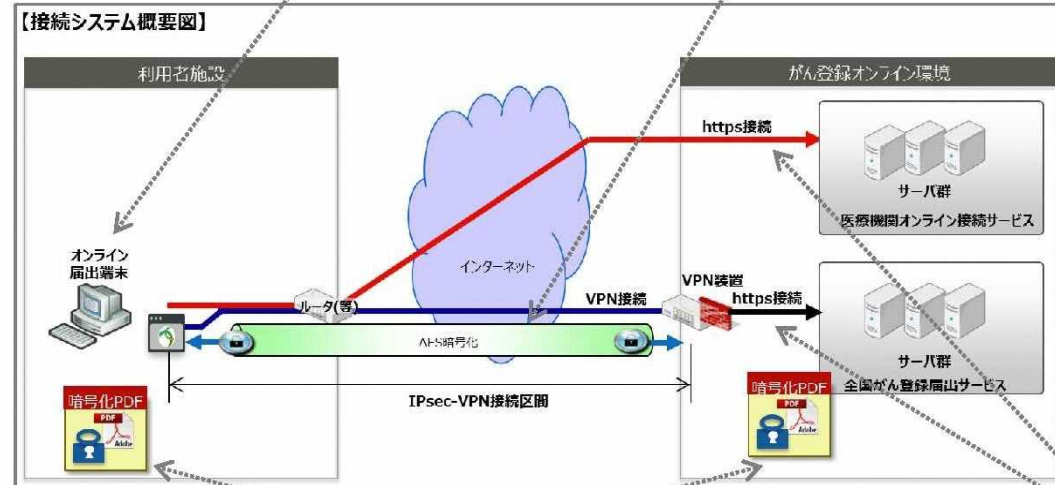 【接続システム概要図】
利用者施設
がん登録オンライン環境
https接続
サーバ群
医療機関オンライン接続サービス
オンライン
届出端末
インターネット
ルータ(等)
VPN接続
VPN装置
https接続
AES暗号化
サーバ群
全国がん登録届出サービス
IPsec-VPN接続区間
暗号化PDF
PDF
Adobe
暗号化PDF
PDF
Adobe